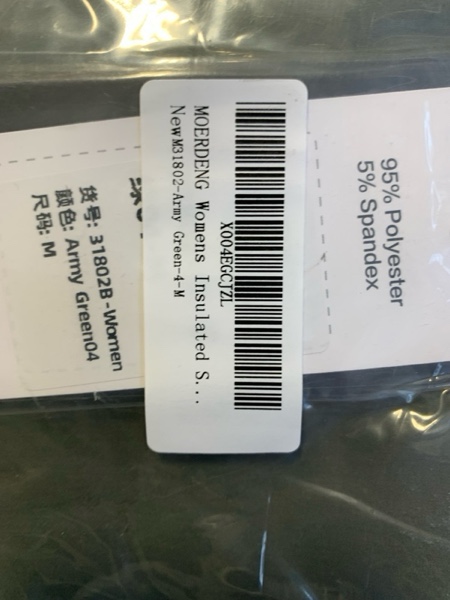 X004EGCJZL
MOERDENG Womens Insulated S...
NewM31802-Army Green-4-M
95% Polyester
5% Spandex
货号: 31802B-Women
颜色: Army Green04
尺码: M